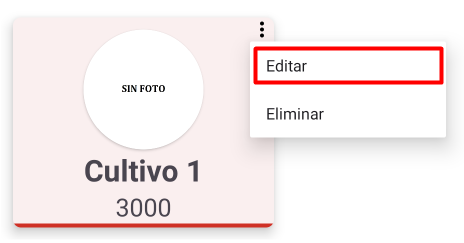 Editar
SIN FOTO
Eliminar
Cultivo 1
3000